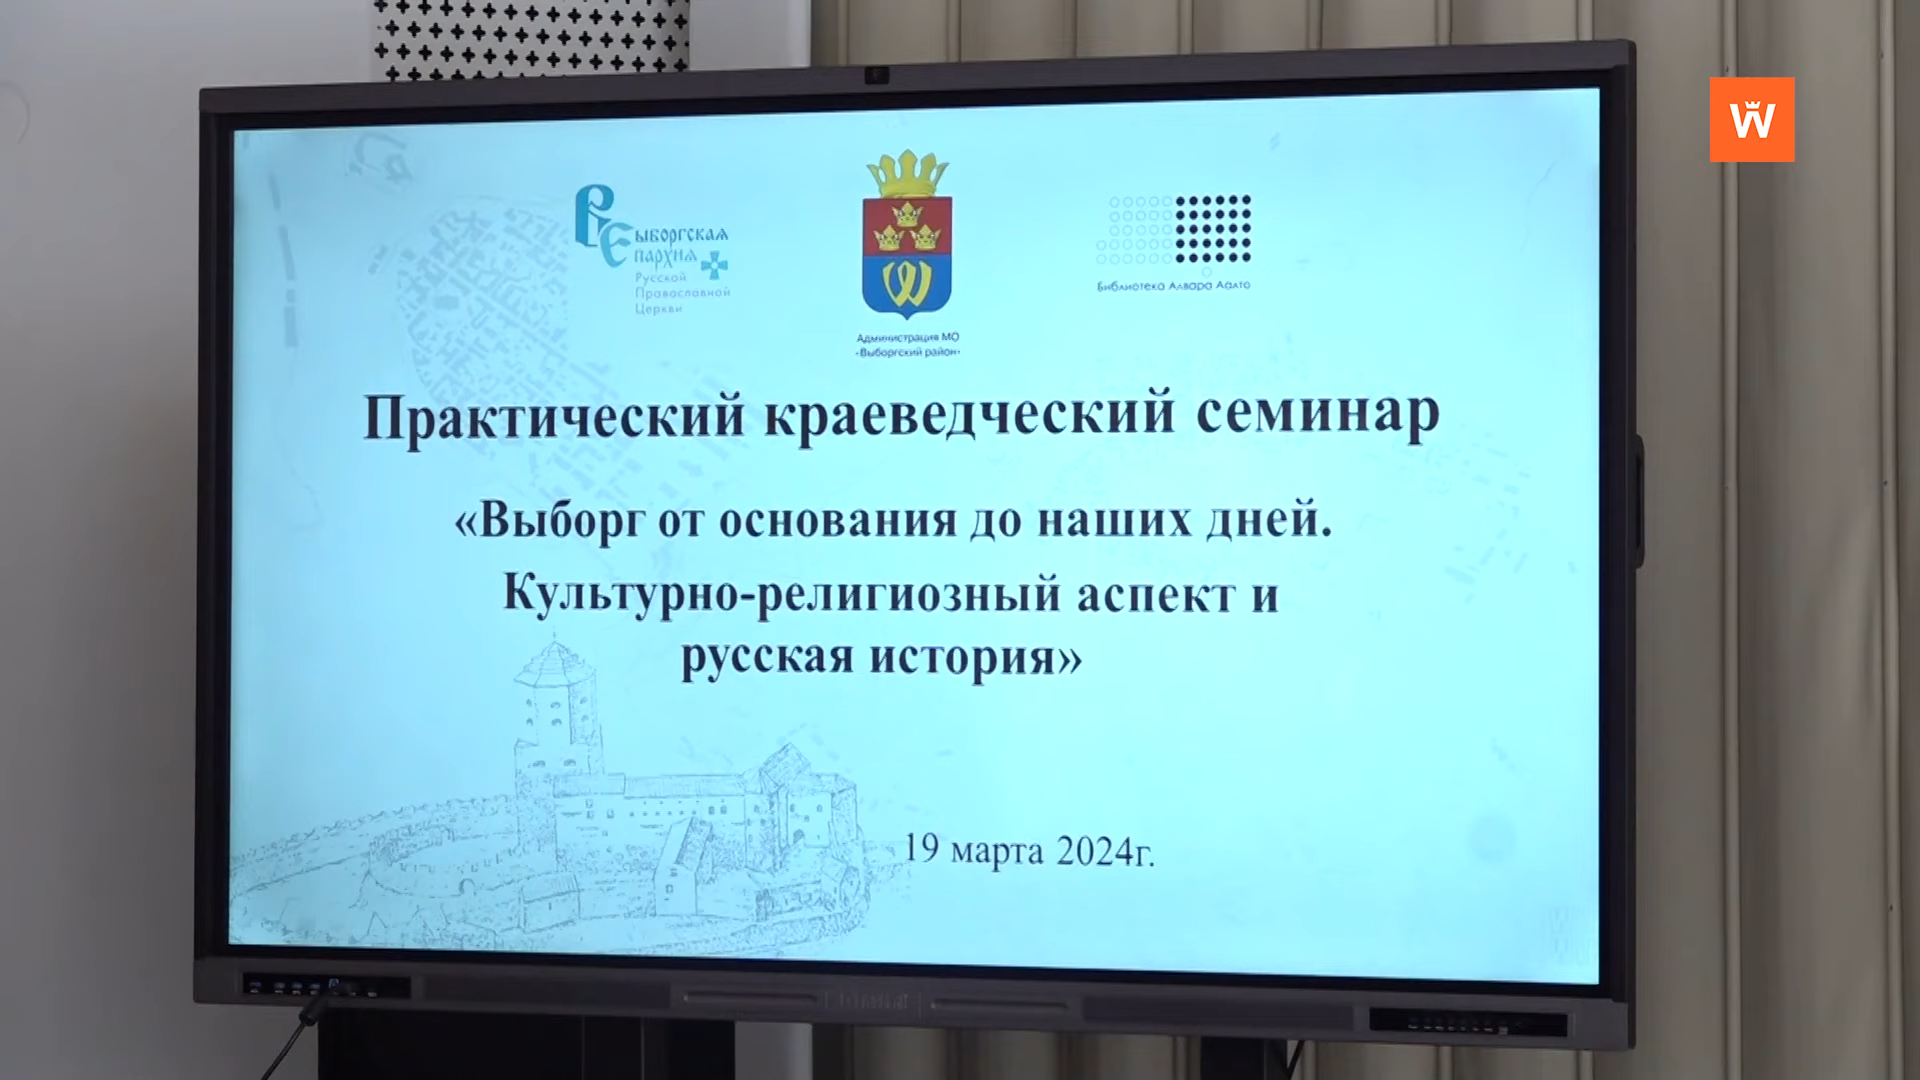 W
Выборгская
Епархия
Русской
Православной
Церкви
Администрация МО
«Выборгский район»
Библиотека Алвара Аалто
Практический краеведческий семинар
«Выборг от основания до наших дней.
Культурно-религиозный аспект и
русская история»
19 марта 2024г.